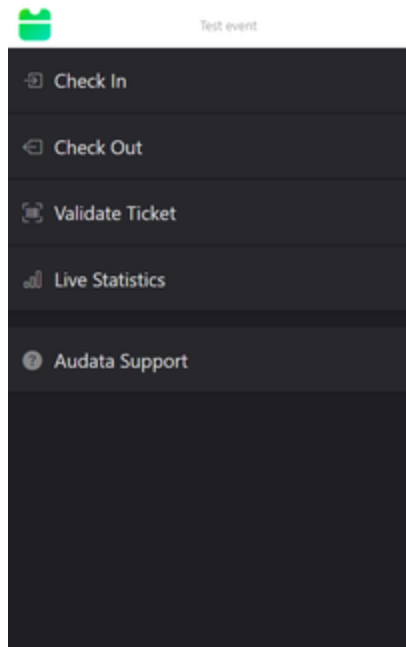 Test event
Check In
Check Out
Validate Ticket
Live Statistics
Audata Support